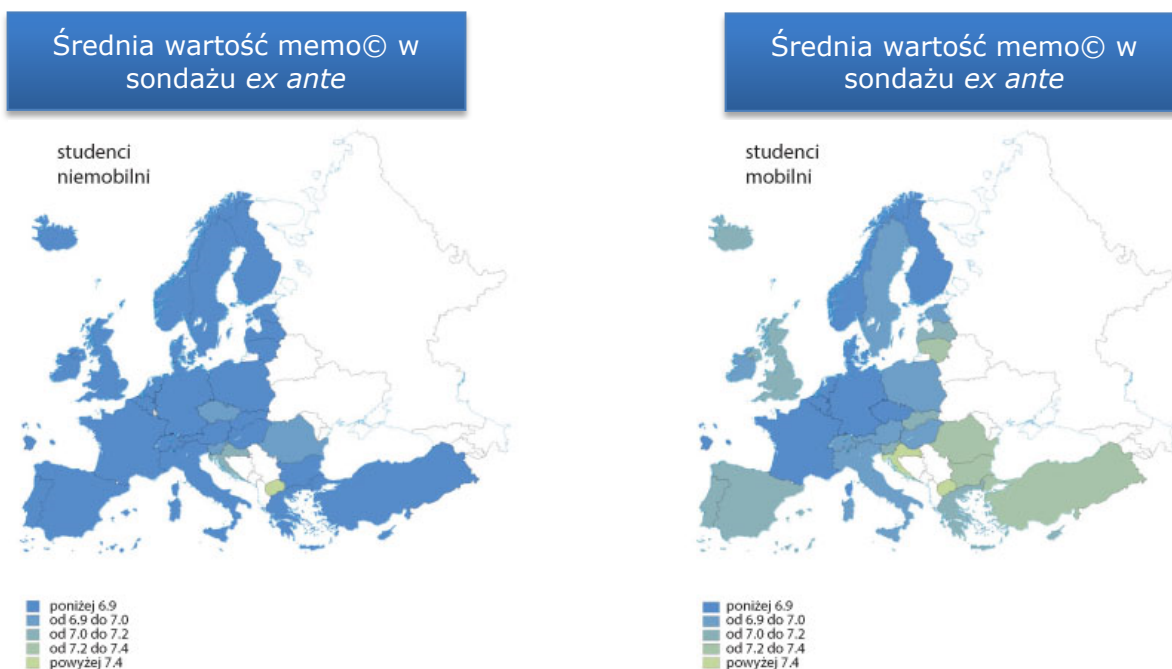 Średnia wartość memo© w
sondażu ex ante
studenci
niemobilni
poniżej 6.9
od 6.9 do 7.0
od 7.0 do 7.2
od 7.2 do 7.4
powyżej 7.4
Średnia wartość memo© w
sondażu ex ante
studenci
mobilni
poniżej 6.9
od 6.9 do 7.0
od 7.0 do 7.2
od 7.2 do 7.4
powyżej 7.4